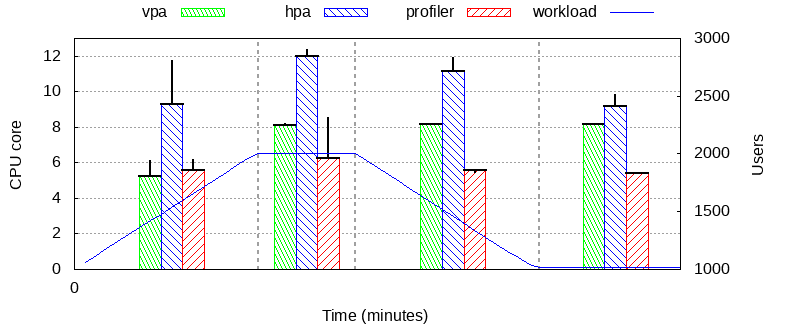 vpa hpa profiler workload
12 3000
10 2500
8
6 2000
4 1500
2
0 1000
CPU core
Users
0
Time (minutes)